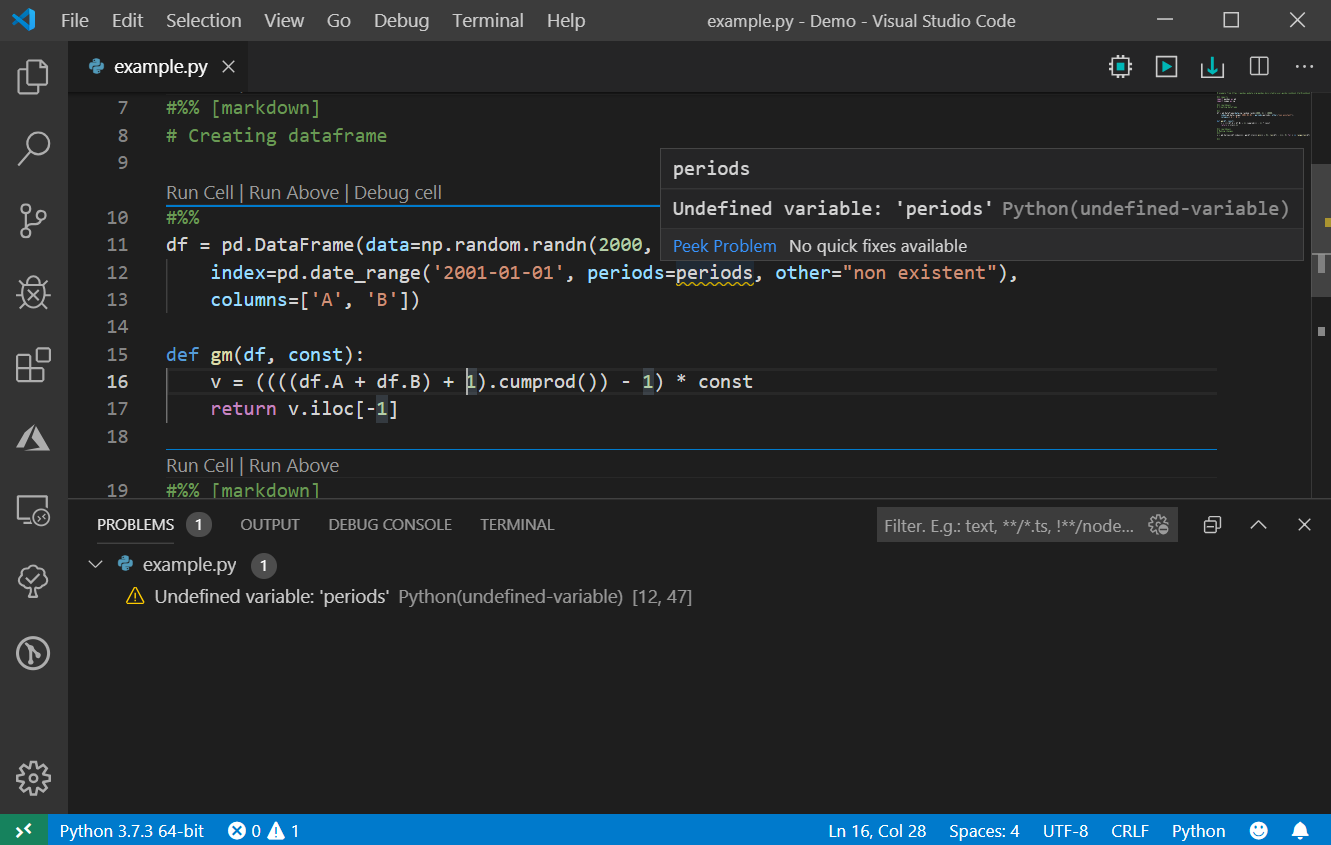 File Edit Selection View Go Debug Terminal Help example.py - Demo - Visual Studio Code
example.py
7 #%% [markdown]
8 # Creating dataframe
9
Run Cell | Run Above | Debug cell
10 #%%
11 df = pd.DataFrame(data=np.random.randn(2000,
periods
Undefined variable: 'periods' Python(undefined-variable)
Peek Problem No quick fixes available
12 index=pd.date_range('2001-01-01', periods=periods, other="non existent"),
13 columns=['A', 'B'])
14
15 def gm(df, const):
16 v = ((((df.A + df.B) + 1).cumprod()) - 1) * const
17 return v.iloc[-1]
18
Run Cell | Run Above
19 #%% [markdown]
PROBLEMS 1 OUTPUT DEBUG CONSOLE TERMINAL Filter. E.g.: text, **/*.ts, !**/node...
example.py 1
Undefined variable: 'periods' Python(undefined-variable) [12, 47]
Python 3.7.3 64-bit 0 1 Ln 16, Col 28 Spaces: 4 UTF-8 CRLF Python